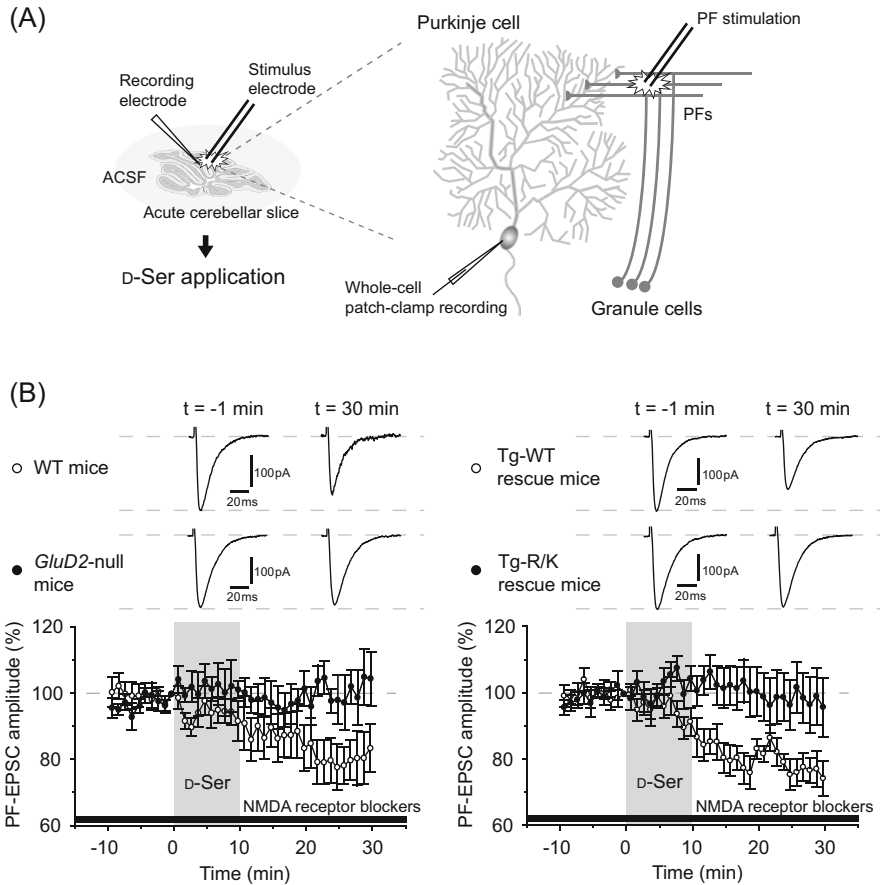 (A)
Recording
electrode
Stimulus
electrode
ACSF
Acute cerebellar slice
D-Ser application
Purkinje cell
PF stimulation
PFs
Whole-cell
patch-clamp recording
Granule cells
(B)
t = -1 min
t = 30 min
WT mice
100pA
20ms
GluD2-null
mice
100pA
20ms
PF-EPSC amplitude (%)
120
100
80
60
D-Ser
NMDA receptor blockers
-10
0
10
20
30
Time (min)
t = -1 min
t = 30 min
Tg-WT
rescue mice
100pA
20ms
Tg-R/K
rescue mice
100pA
20ms
PF-EPSC amplitude (%)
120
100
80
60
D-Ser
NMDA receptor blockers
-10
0
10
20
30
Time (min)